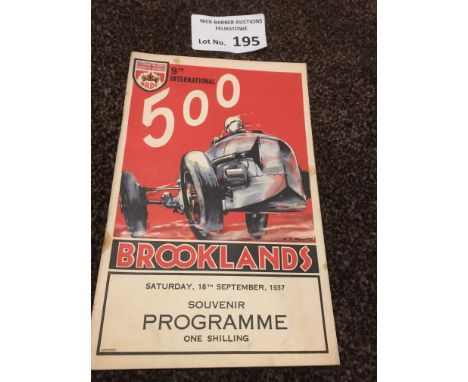 NICK BARBER AUCTIONS
FELIXSTOWE
Lot No. 195
BRDC
9TH
INTERNATIONAL
500
BROOKLANDS
SATURDAY, 18TH SEPTEMBER, 1937
SOUVENIR
PROGRAMME
ONE SHILLING